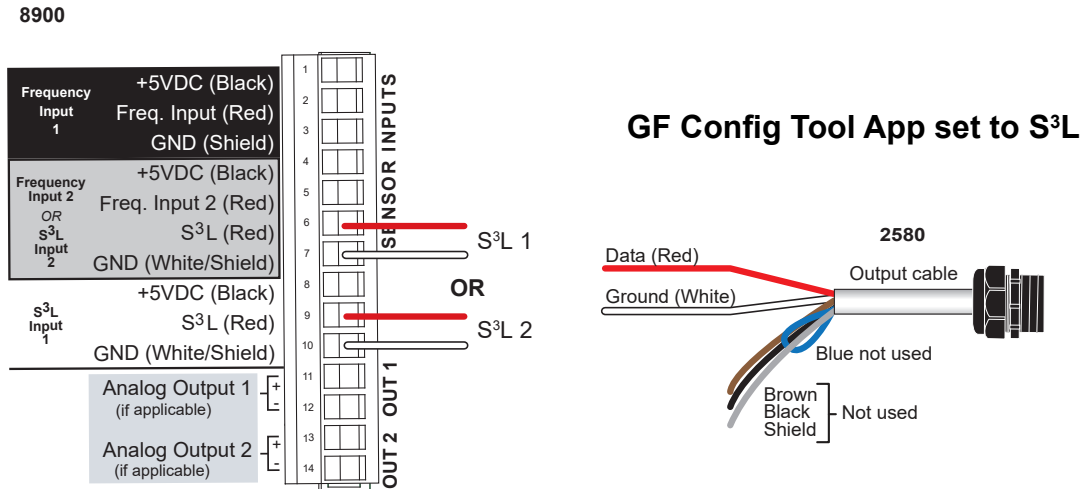 8900
Frequency
Input
1
+5VDC (Black)
Freq. Input (Red)
GND (Shield)
Frequency
Input 2
OR
S³L
Input
2
+5VDC (Black)
Freq. Input 2 (Red)
S³L (Red)
GND (White/Shield)
S³L
Input
1
+5VDC (Black)
S³L (Red)
GND (White/Shield)
Analog Output 1
(if applicable)
+
-
Analog Output 2
(if applicable)
+
-
1
2
3
4
5
6
7
8
9
10
11
12
13
14
SENSOR INPUTS
OUT 1
OUT 2
S³L 1
OR
S³L 2
GF Config Tool App set to S³L
2580
Data (Red)
Ground (White)
Output cable
Blue not used
Brown
Black
Shield
Not used